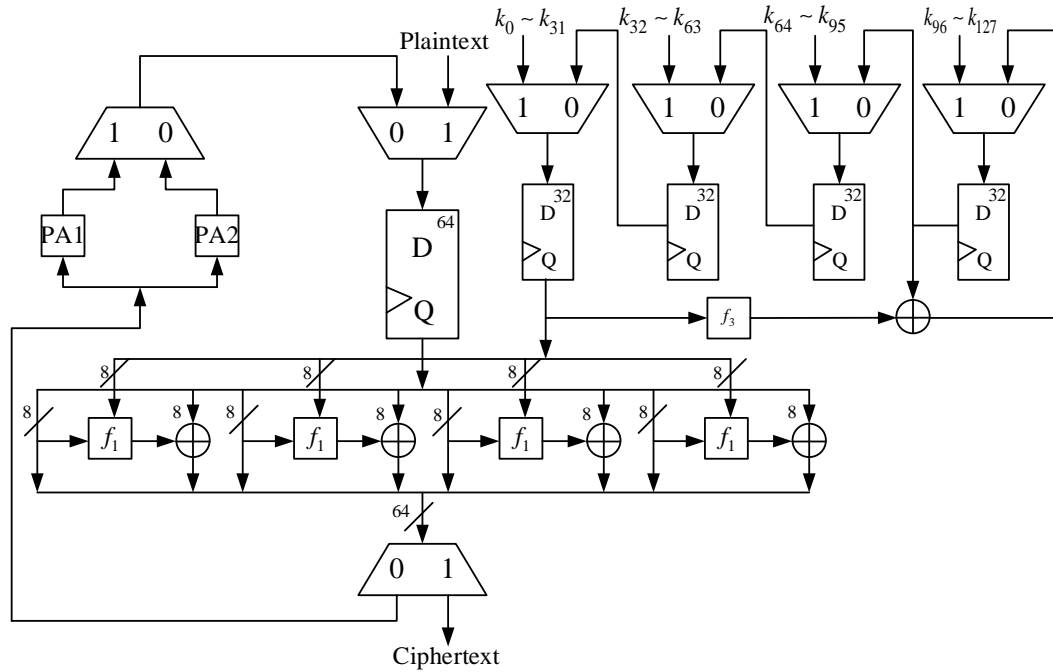 k₀ ~ k₃₁
k₃₂ ~ k₆₃
k₆₄ ~ k₉₅
k₉₆ ~ k₁₂₇
Plaintext
1 0
0 1
1 0
1 0
1 0
1 0
PA1
PA2
D 64
Q
D 32
Q
D 32
Q
D 32
Q
D 32
Q
f₃
8
8
8
8
8
8
8
8
8
8
8
8
f₁
f₁
f₁
f₁
64
0 1
Ciphertext